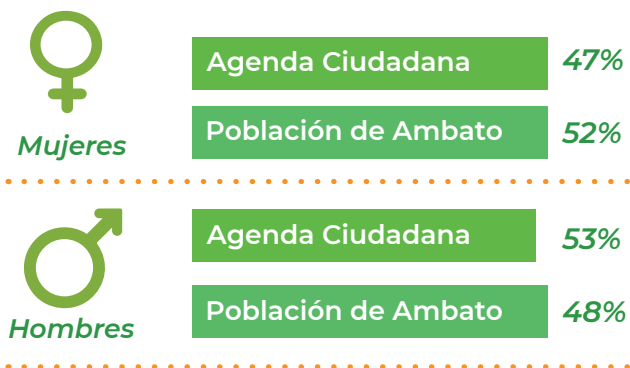 Agenda Ciudadana 47%
Mujeres
Población de Ambato 52%
Agenda Ciudadana 53%
Hombres
Población de Ambato 48%